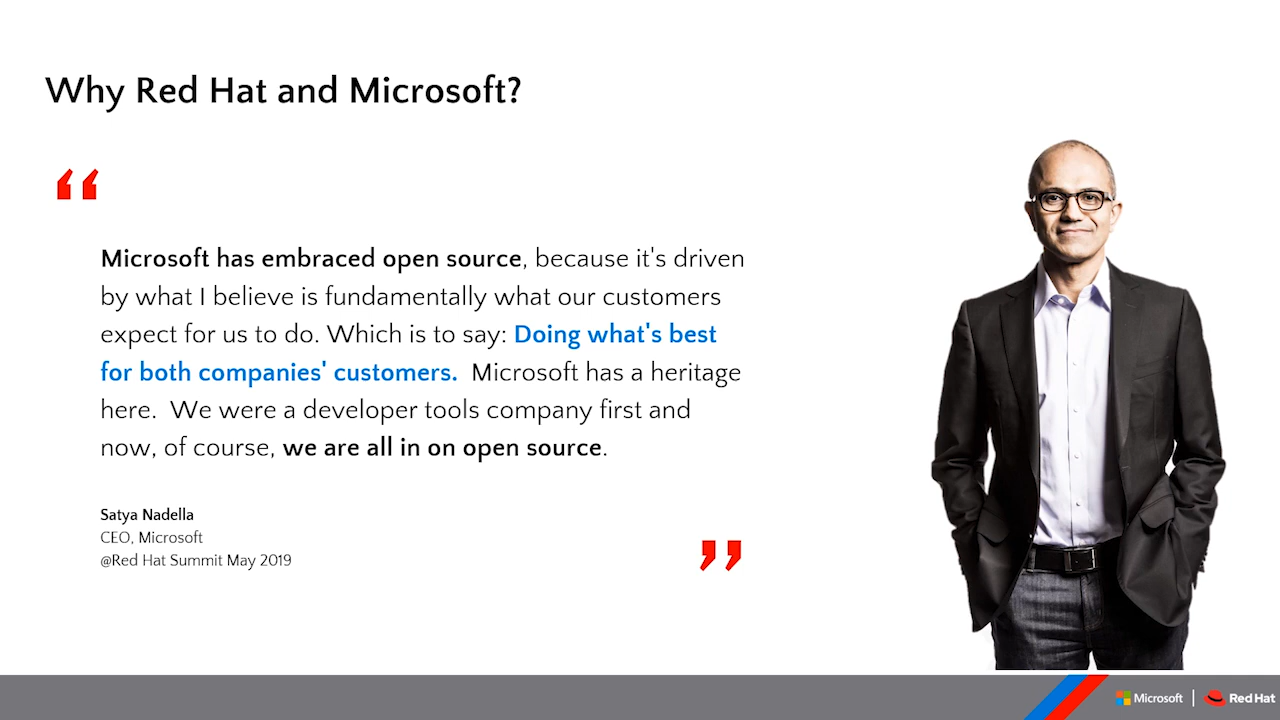 Why Red Hat and Microsoft?
“
Microsoft has embraced open source, because it's driven
by what I believe is fundamentally what our customers
expect for us to do. Which is to say: Doing what's best
for both companies' customers.  Microsoft has a heritage
here.  We were a developer tools company first and
now, of course, we are all in on open source.
Satya Nadella
CEO, Microsoft
@Red Hat Summit May 2019
”
Microsoft | Red Hat